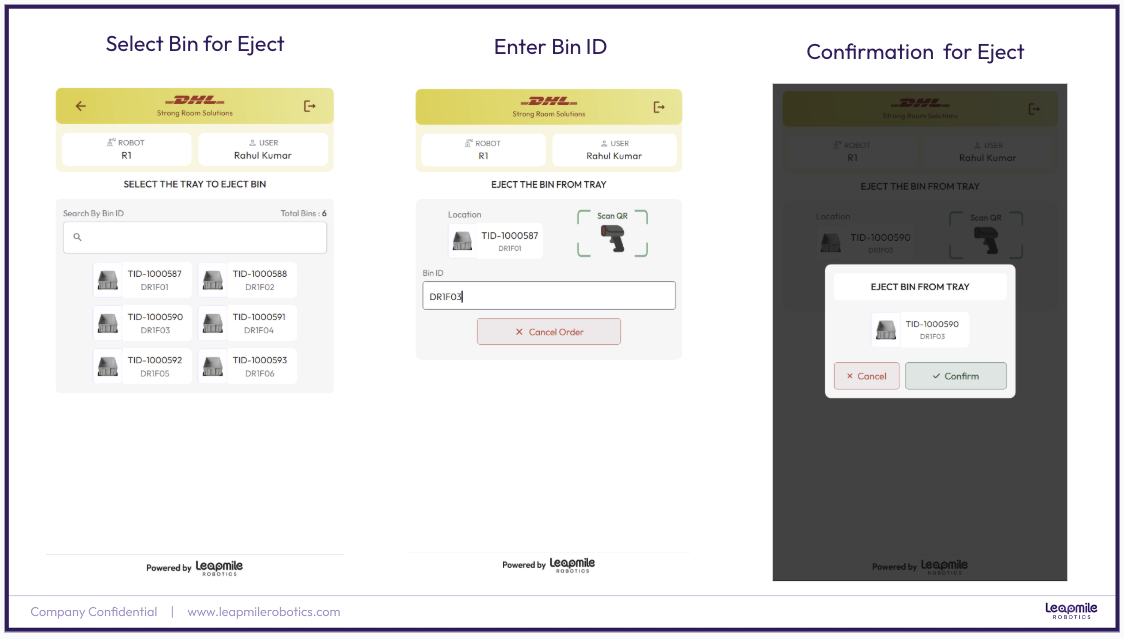 Select Bin for Eject
DHL
Strong Room Solutions
ROBOT
R1
USER
Rahul Kumar
SELECT THE TRAY TO EJECT BIN
Search By Bin ID
Total Bins : 6
TID-1000587
DR1F01
TID-1000588
DR1F02
TID-1000590
DR1F03
TID-1000591
DR1F04
TID-1000592
DR1F05
TID-1000593
DR1F06
Powered by Leapmile
ROBOTICS
Enter Bin ID
DHL
Strong Room Solutions
ROBOT
R1
USER
Rahul Kumar
EJECT THE BIN FROM TRAY
Location
TID-1000587
DR1F01
Scan QR
Bin ID
DR1F03
Cancel Order
Powered by Leapmile
ROBOTICS
Confirmation for Eject
DHL
Strong Room Solutions
ROBOT
R1
USER
Rahul Kumar
EJECT THE BIN FROM TRAY
Location
TID-1000590
DR1F03
Scan QR
EJECT BIN FROM TRAY
TID-1000590
DR1F03
Cancel
Confirm
Powered by Leapmile
ROBOTICS
Company Confidential | www.leapmilerobotics.com
Leapmile
ROBOTICS